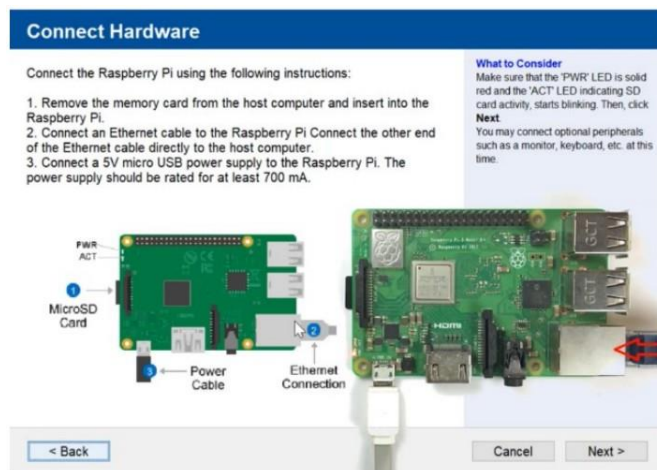 Connect Hardware
Connect the Raspberry Pi using the following instructions:
1. Remove the memory card from the host computer and insert into the
Raspberry Pi.
2. Connect an Ethernet cable to the Raspberry Pi Connect the other end
of the Ethernet cable directly to the host computer.
3. Connect a 5V micro USB power supply to the Raspberry Pi. The
power supply should be rated for at least 700 mA.
What to Consider
Make sure that the 'PWR' LED is solid
red and the 'ACT' LED indicating SD
card activity, starts blinking. Then, click
Next.
You may connect optional peripherals
such as a monitor, keyboard, etc. at this
time.
PWR
ACT
1
MicroSD
Card
2
3
Power
Cable
Ethernet
Connection
GCT
GCT
HDMI
< Back
Cancel
Next >